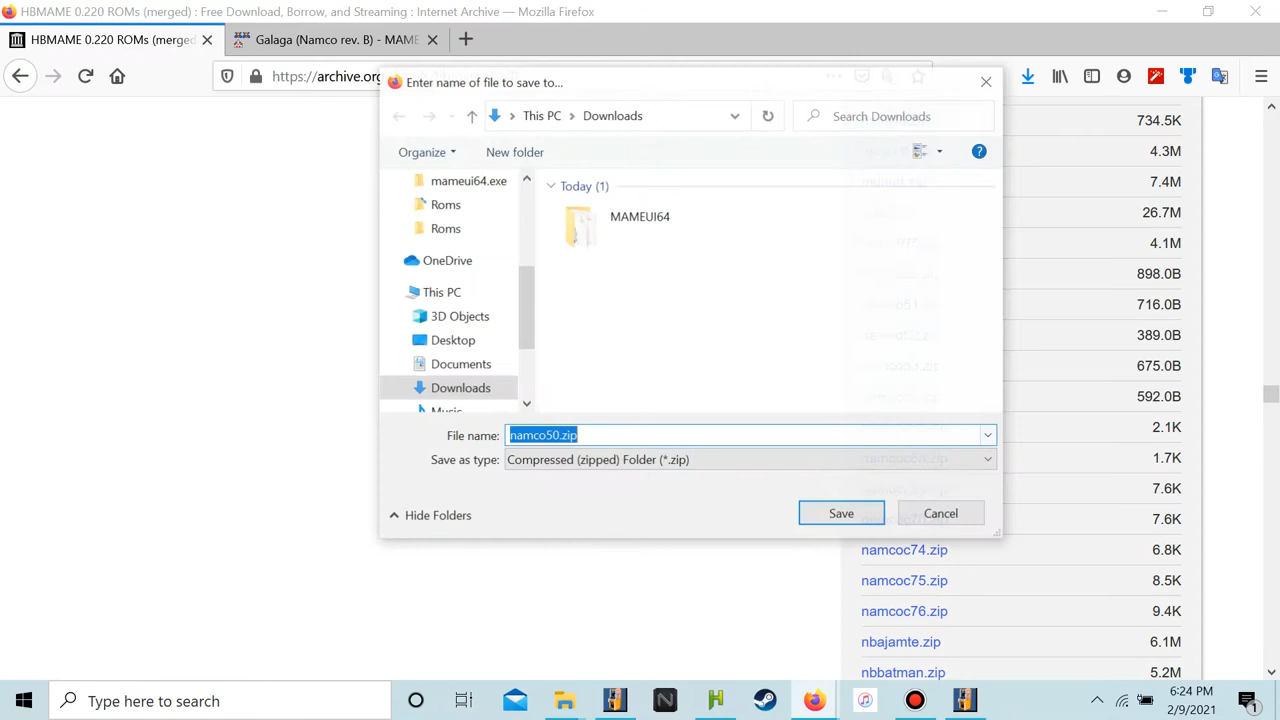 HBMAME 0.220 ROMs (merged) : Free Download, Borrow, and Streaming : Internet Archive — Mozilla Firefox
HBMAME 0.220 ROMs (merged)
Galaga (Namco rev. B) - MAME
https://archive.org
Enter name of file to save to...
This PC > Downloads
Search Downloads
Organize
New folder
mameui64.exe
Roms
Roms
OneDrive
This PC
3D Objects
Desktop
Documents
Downloads
Music
Today (1)
MAMEUI64
File name: namco50.zip
Save as type: Compressed (zipped) Folder (*.zip)
Hide Folders
Save
Cancel
734.5K
4.3M
7.4M
26.7M
4.1M
898.0B
716.0B
389.0B
675.0B
592.0B
2.1K
1.7K
7.6K
7.6K
namcoc74.zip 6.8K
namcoc75.zip 8.5K
namcoc76.zip 9.4K
nbajamte.zip 6.1M
nbbatman.zip 5.2M
Type here to search
6:24 PM
2/9/2021
1